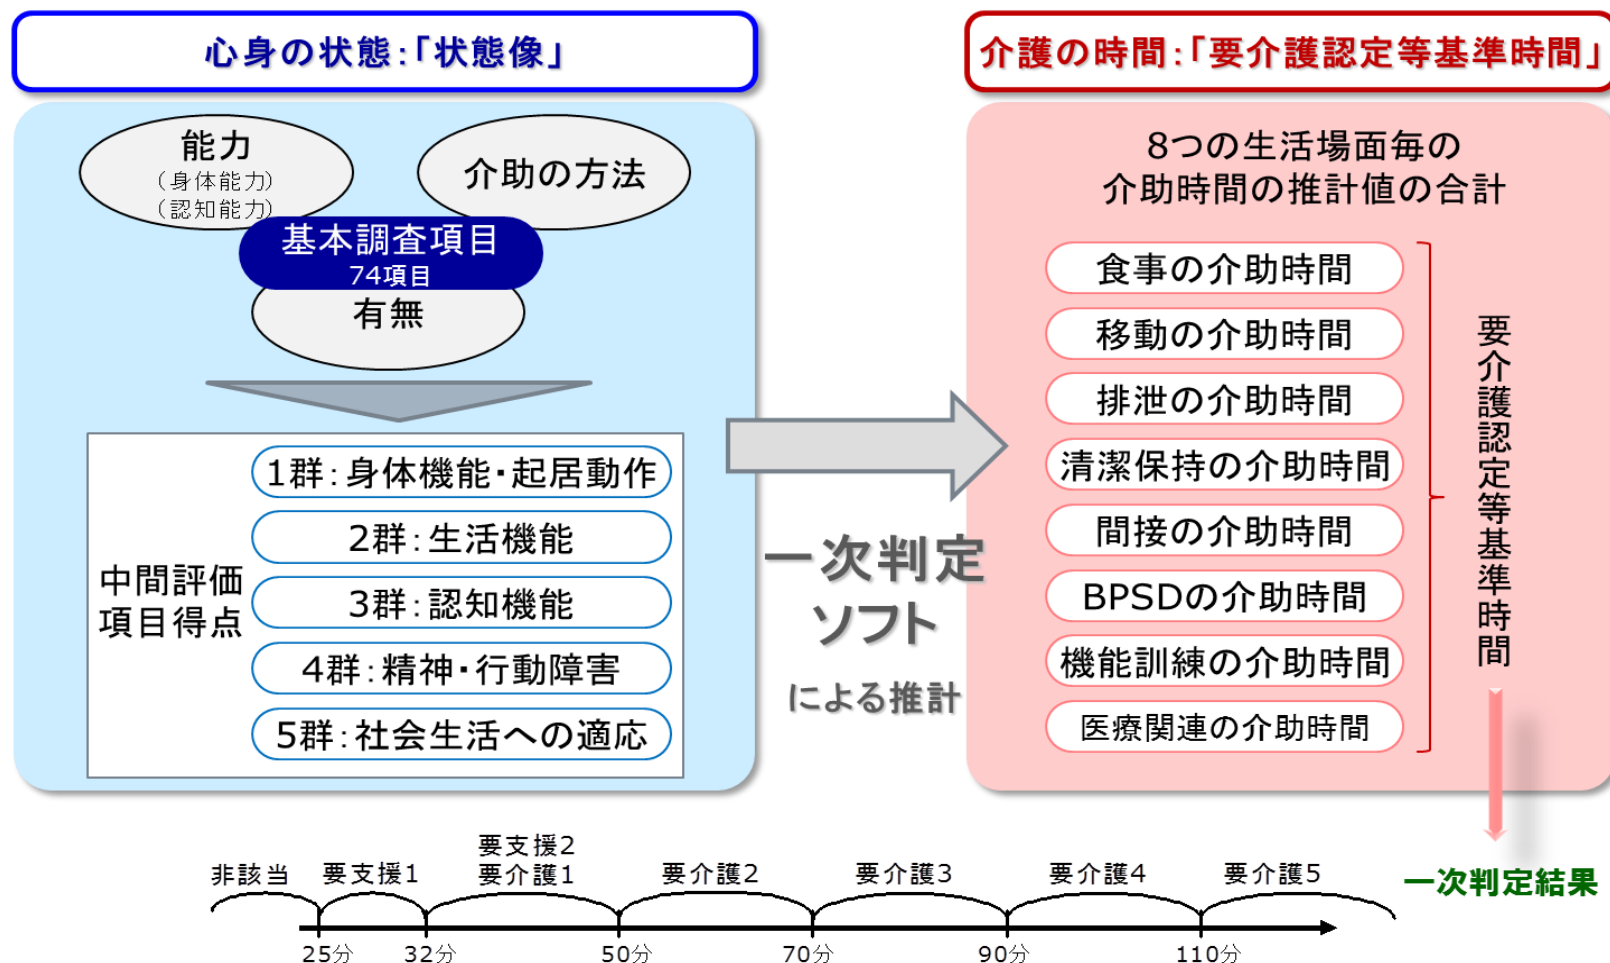 心身の状態:「状態像」
能力
（身体能力）
（認知能力）
介助の方法
基本調査項目
74項目
有無
中間評価
項目得点
1群：身体機能・起居動作
2群：生活機能
3群：認知機能
4群：精神・行動障害
5群：社会生活への適応
一次判定
ソフト
による推計
介護の時間:「要介護認定等基準時間」
8つの生活場面毎の
介助時間の推計値の合計
食事の介助時間
移動の介助時間
排泄の介助時間
清潔保持の介助時間
間接の介助時間
BPSDの介助時間
機能訓練の介助時間
医療関連の介助時間
要介護認定等基準時間
一次判定結果
非該当
要支援1
要支援2
要介護1
要介護2
要介護3
要介護4
要介護5
25分
32分
50分
70分
90分
110分